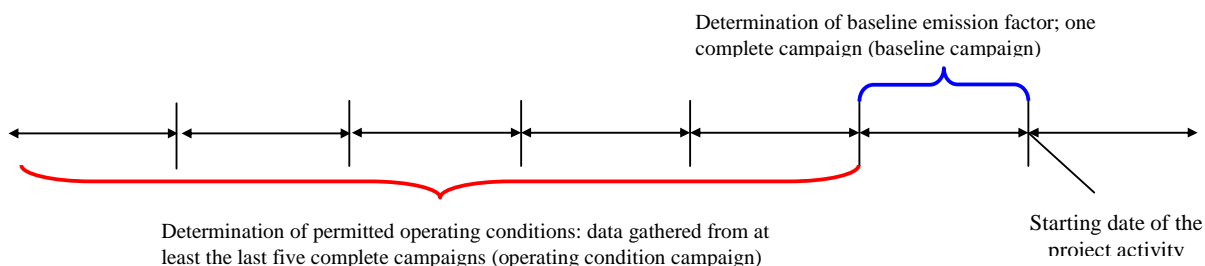 Determination of baseline emission factor; one
complete campaign (baseline campaign)
Determination of permitted operating conditions: data gathered from at
least the last five complete campaigns (operating condition campaign)
Starting date of the
project activity